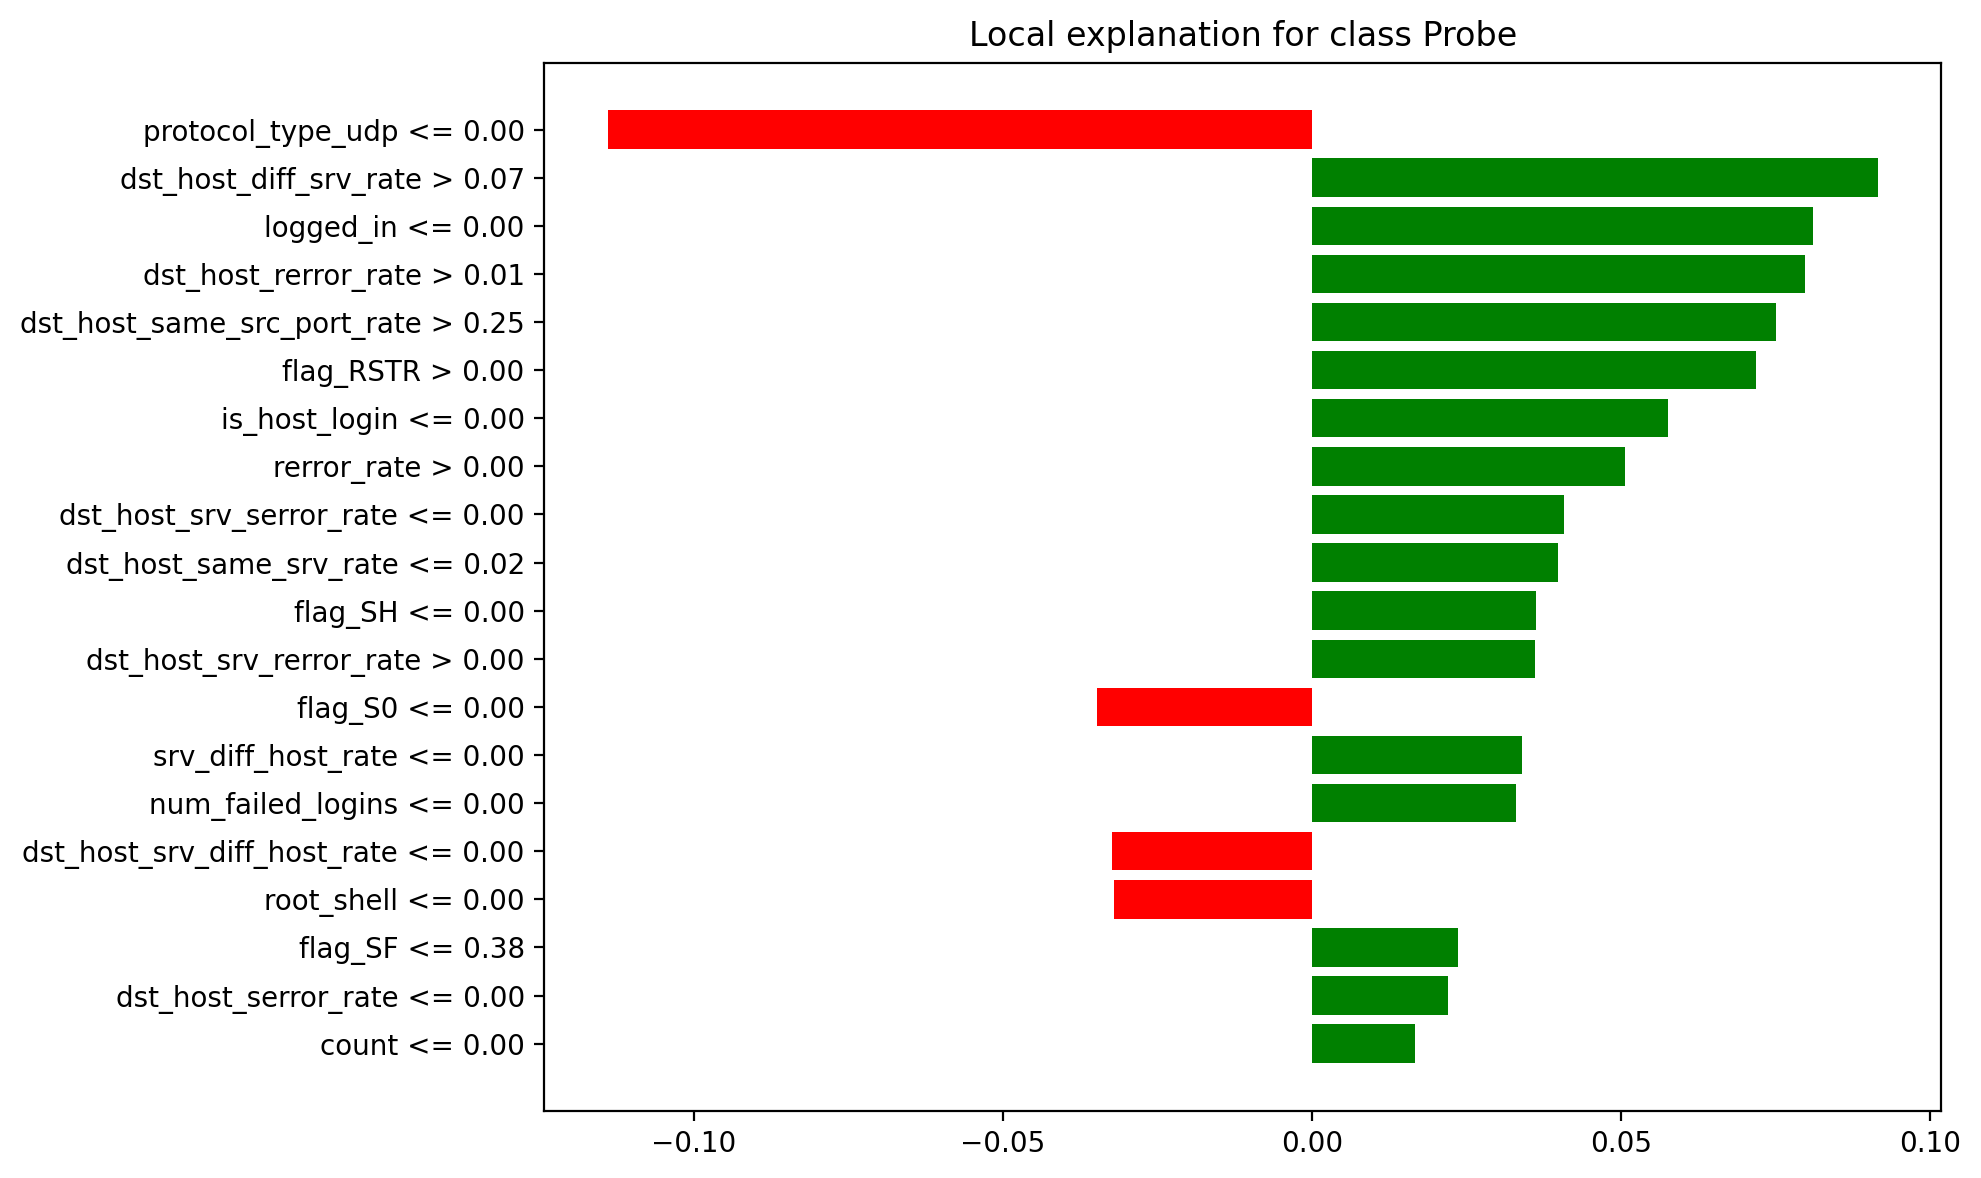 Local explanation for class Probe
protocol_type_udp <= 0.00
dst_host_diff_srv_rate > 0.07
logged_in <= 0.00
dst_host_rerror_rate > 0.01
dst_host_same_src_port_rate > 0.25
flag_RSTR > 0.00
is_host_login <= 0.00
rerror_rate > 0.00
dst_host_srv_serror_rate <= 0.00
dst_host_same_srv_rate <= 0.02
flag_SH <= 0.00
dst_host_srv_rerror_rate > 0.00
flag_S0 <= 0.00
srv_diff_host_rate <= 0.00
num_failed_logins <= 0.00
dst_host_srv_diff_host_rate <= 0.00
root_shell <= 0.00
flag_SF <= 0.38
dst_host_serror_rate <= 0.00
count <= 0.00
−0.10 −0.05 0.00 0.05 0.10